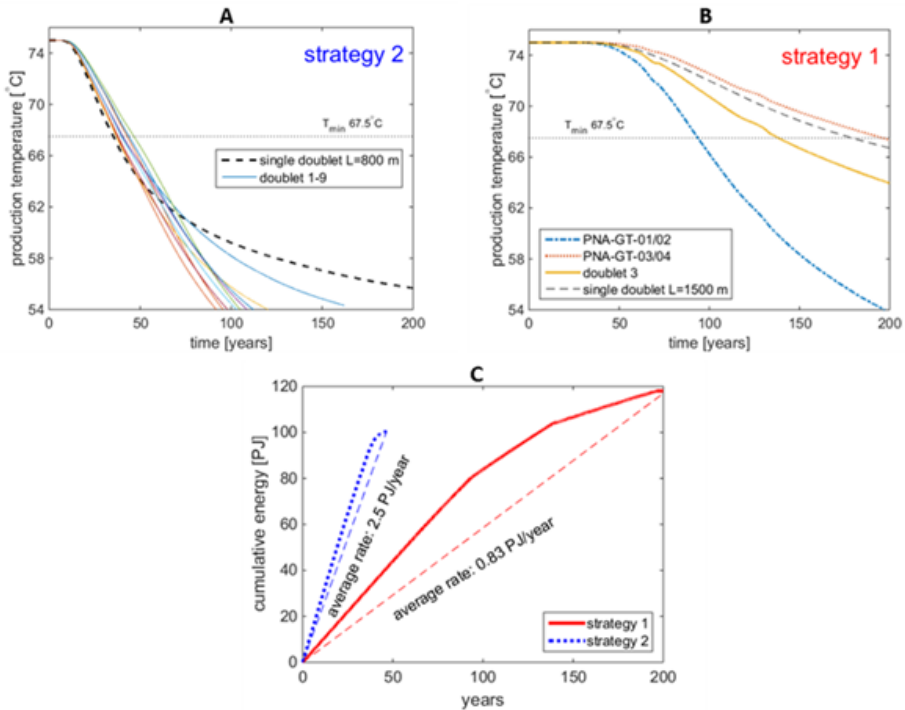 A
strategy 2
production temperature [°C]
74
70
66
62
58
54
T min 67.5°C
single doublet L=800 m
doublet 1-9
0 50 100 150 200
time [years]
B
strategy 1
production temperature [°C]
74
70
66
62
58
54
T min 67.5°C
PNA-GT-01/02
PNA-GT-03/04
doublet 3
single doublet L=1500 m
0 50 100 150 200
time [years]
C
cumulative energy [PJ]
120
100
80
60
40
20
0
average rate: 2.5 PJ/year
average rate: 0.83 PJ/year
strategy 1
strategy 2
0 50 100 150 200
years